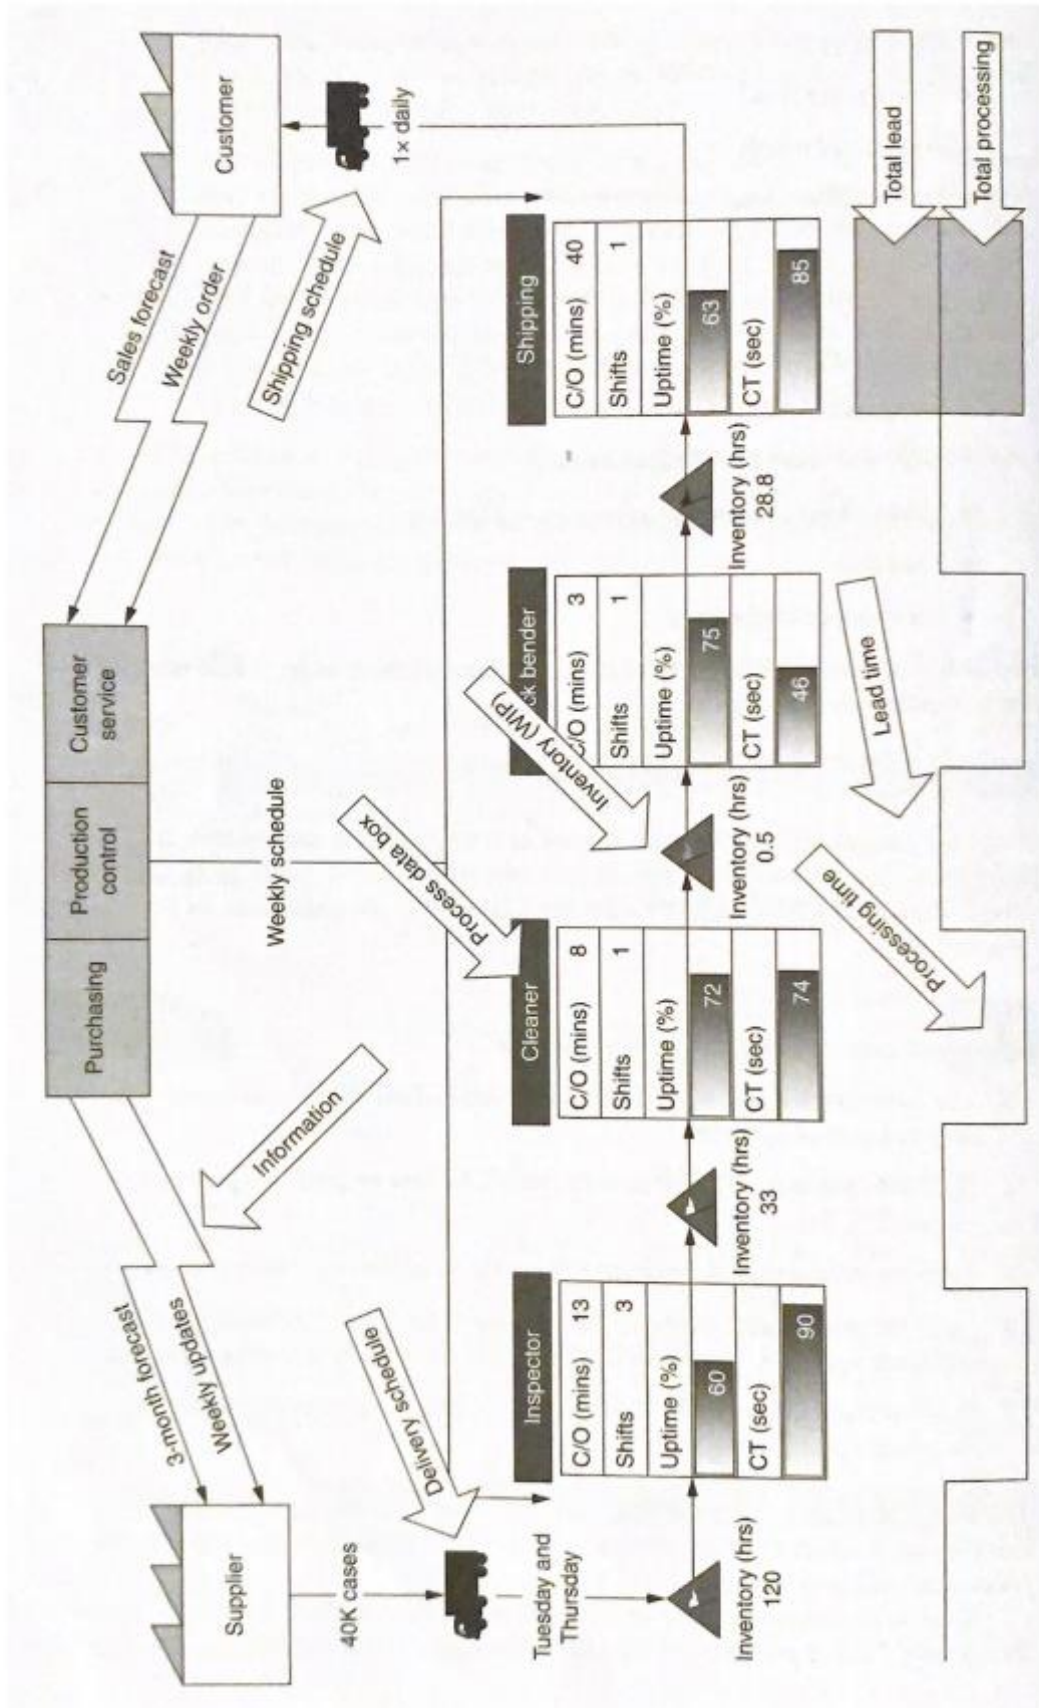 Supplier
3-month forecast
Weekly updates
Purchasing
Production
control
Customer
service
Sales forecast
Weekly order
Customer
Information
Shipping schedule
40K cases
Delivery schedule
Weekly schedule
1× daily
Tuesday and
Thursday
Process data box
Inventory (WIP)
Inspector
C/O (mins) 13
Shifts 3
Uptime (%)
60
CT (sec)
90
Cleaner
C/O (mins) 8
Shifts 1
Uptime (%)
72
CT (sec)
74
bender
C/O (mins) 3
Shifts 1
Uptime (%)
75
CT (sec)
46
Shipping
C/O (mins) 40
Shifts 1
Uptime (%)
63
CT (sec)
85
Inventory (hrs)
120
Inventory (hrs)
33
Inventory (hrs)
0.5
Inventory (hrs)
28.8
Processing time
Lead time
Total lead
Total processing